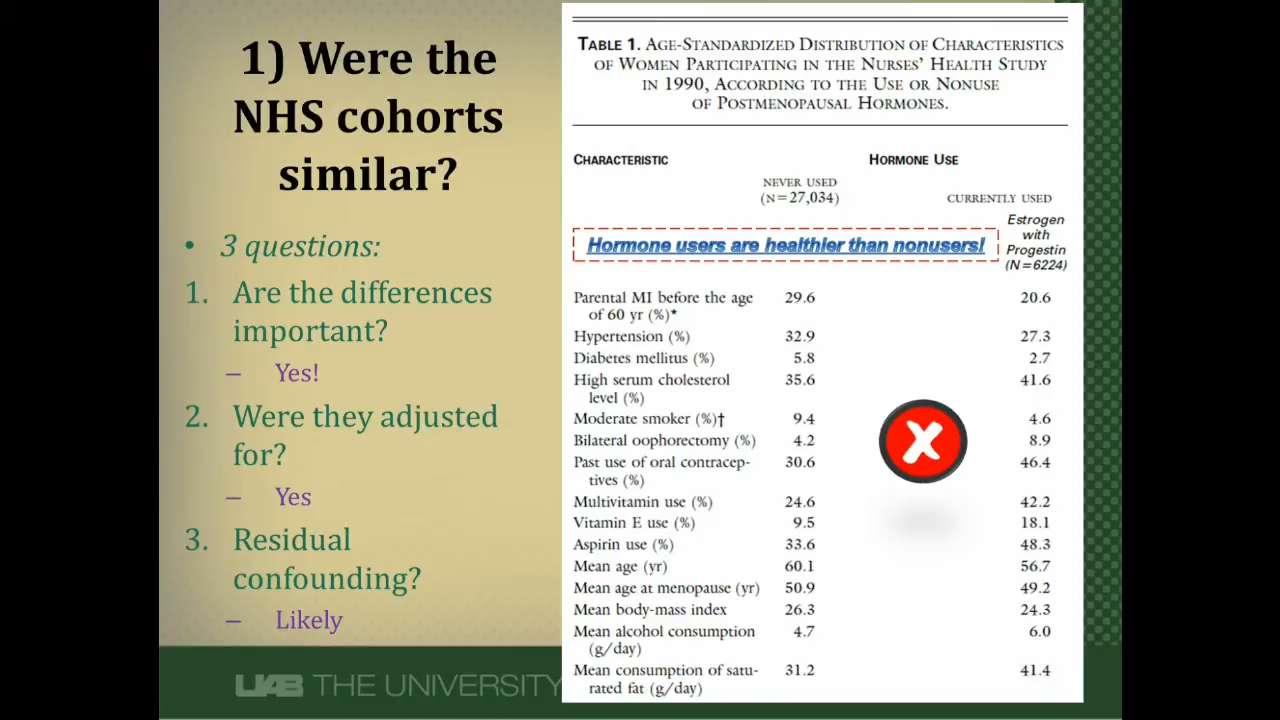 1) Were the
NHS cohorts
similar?
• 3 questions:
1. Are the differences
important?
– Yes!
2. Were they adjusted
for?
– Yes
3. Residual
confounding?
– Likely
UAB THE UNIVERSITY
TABLE 1. AGE-STANDARDIZED DISTRIBUTION OF CHARACTERISTICS
OF WOMEN PARTICIPATING IN THE NURSES' HEALTH STUDY
IN 1990, ACCORDING TO THE USE OR NONUSE
OF POSTMENOPAUSAL HORMONES.
CHARACTERISTIC HORMONE USE
NEVER USED
(N=27,034) CURRENTLY USED
Estrogen
with
Progestin
(N=6224)
Hormone users are healthier than nonusers!
Parental MI before the age 29.6 20.6
of 60 yr (%)*
Hypertension (%) 32.9 27.3
Diabetes mellitus (%) 5.8 2.7
High serum cholesterol 35.6 41.6
level (%)
Moderate smoker (%)† 9.4 4.6
Bilateral oophorectomy (%) 4.2 8.9
Past use of oral contracep- 30.6 46.4
tives (%)
Multivitamin use (%) 24.6 42.2
Vitamin E use (%) 9.5 18.1
Aspirin use (%) 33.6 48.3
Mean age (yr) 60.1 56.7
Mean age at menopause (yr) 50.9 49.2
Mean body-mass index 26.3 24.3
Mean alcohol consumption 4.7 6.0
(g/day)
Mean consumption of satu- 31.2 41.4
rated fat (g/day)